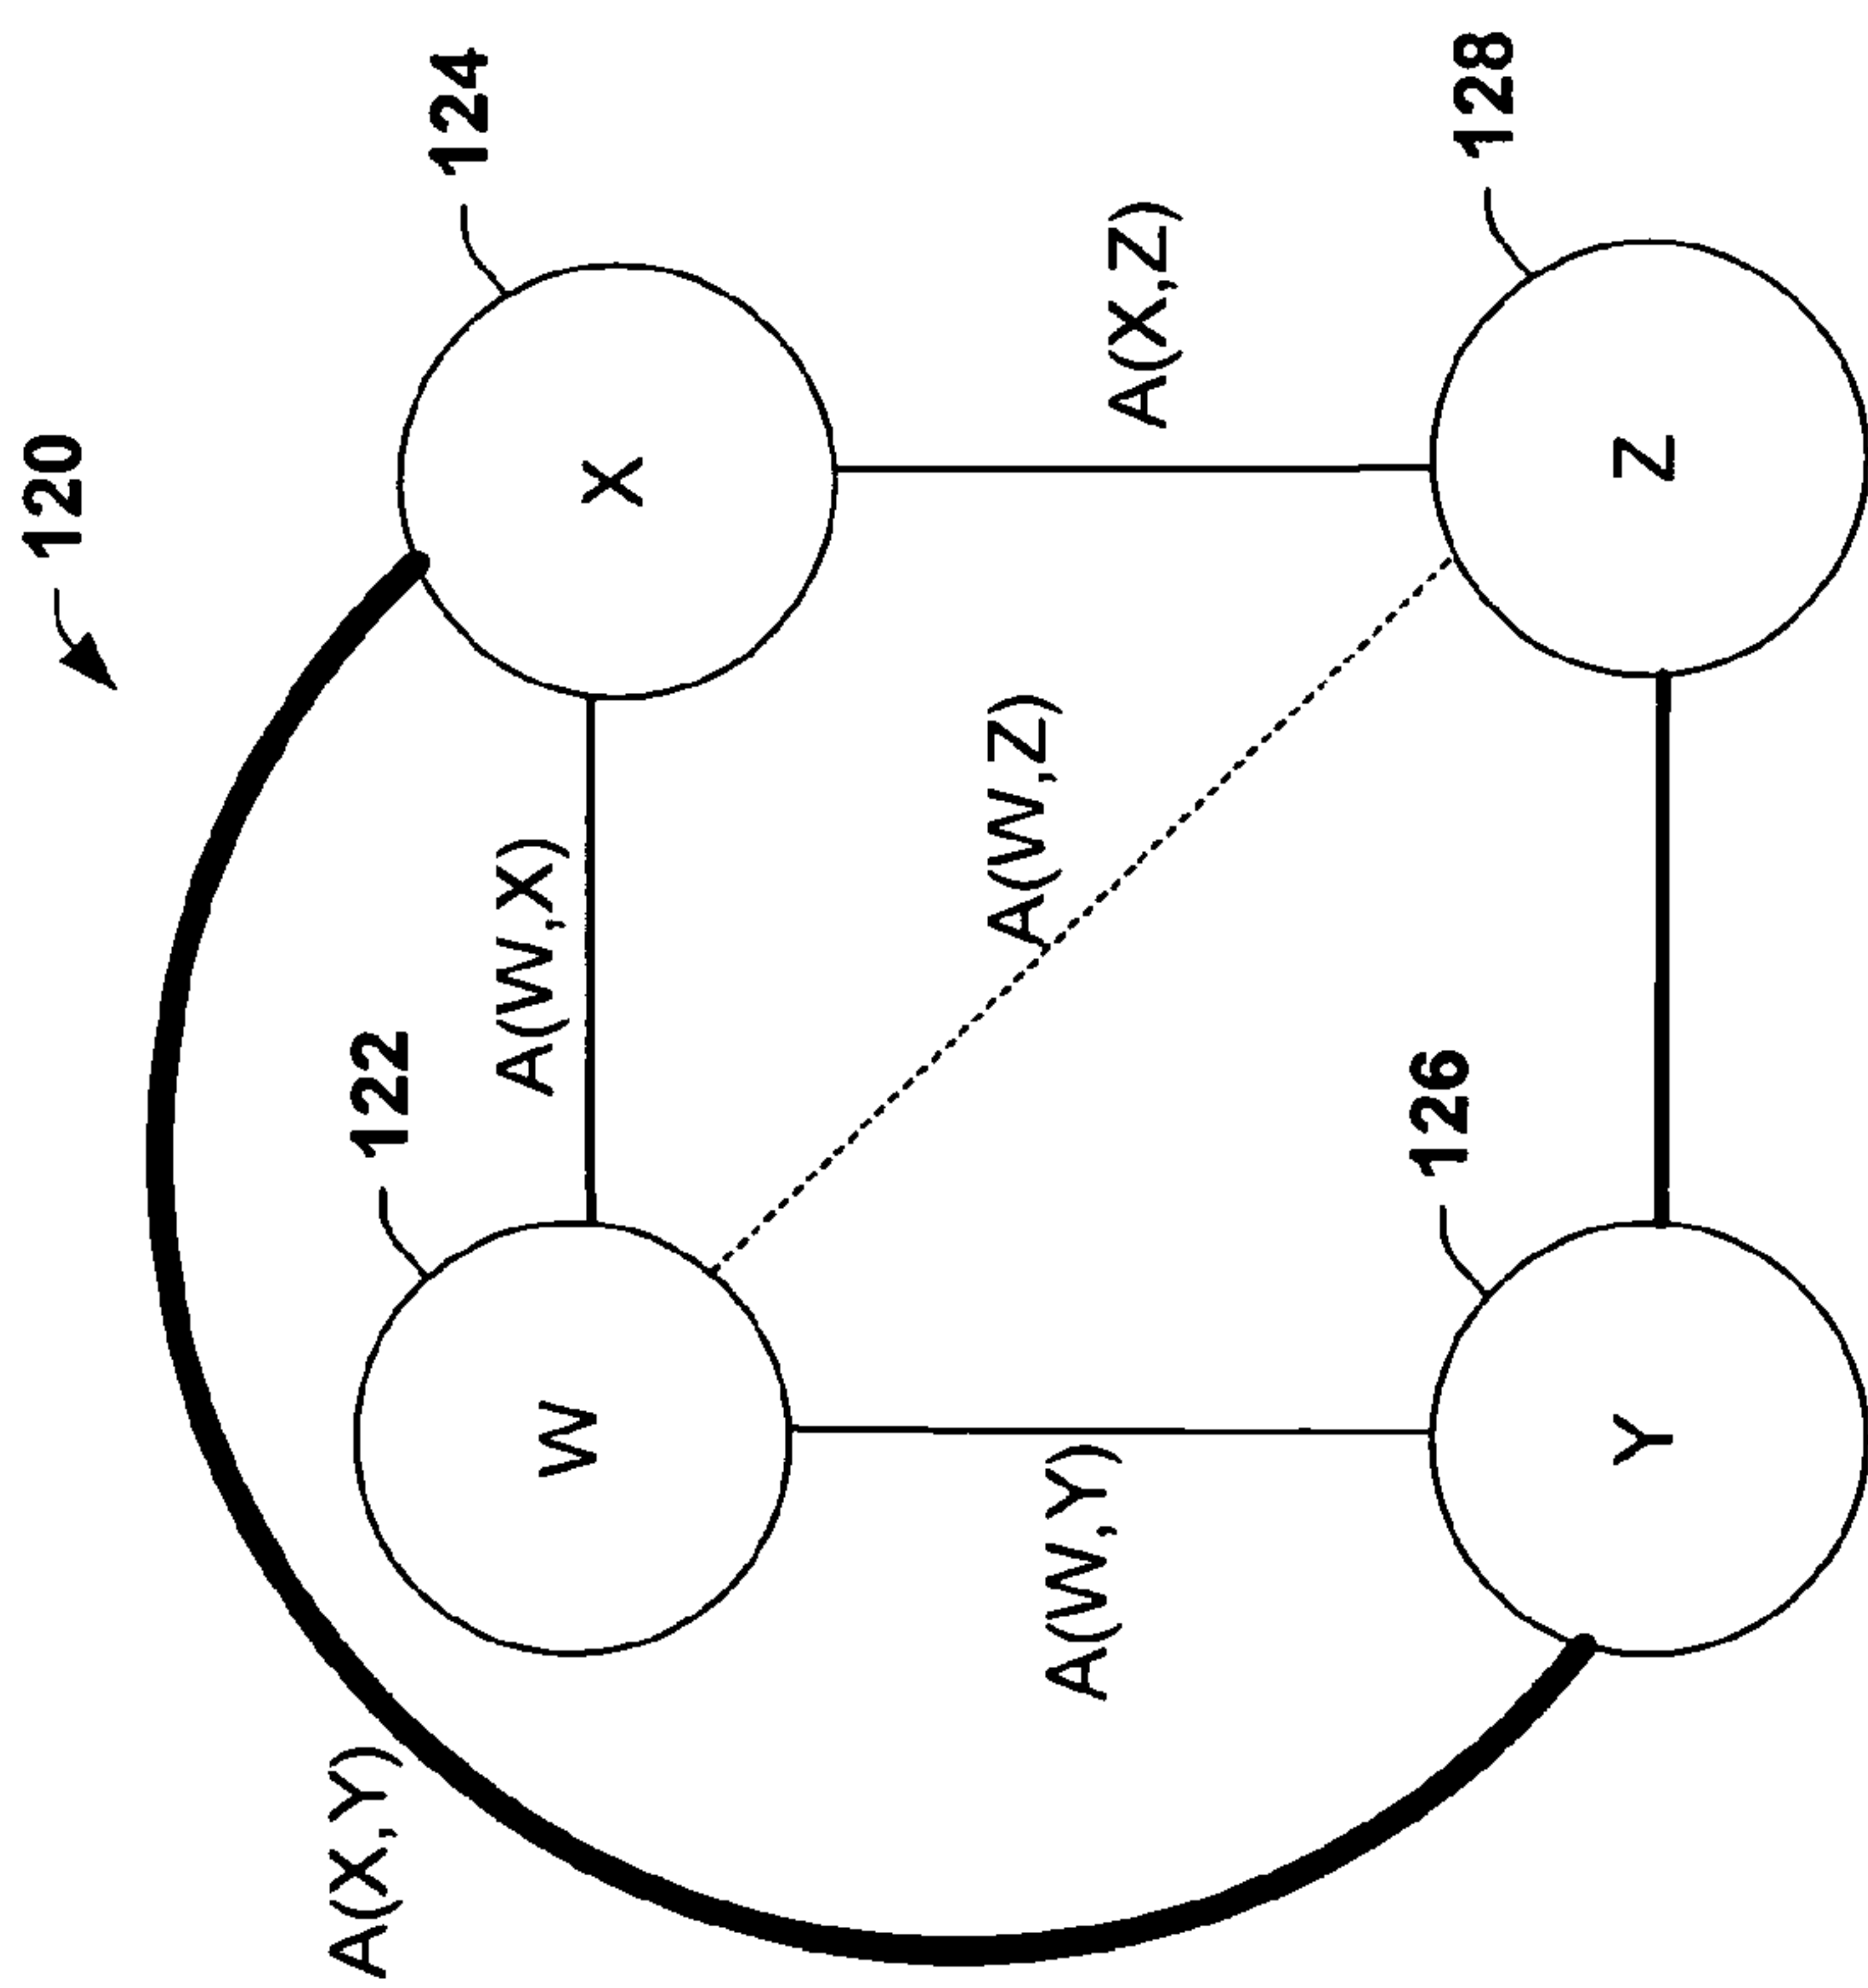 120
A(X,Y)
122
124
A(W,X)
W
X
A(W,Y)
A(W,Z)
A(X,Z)
126
128
Y
Z